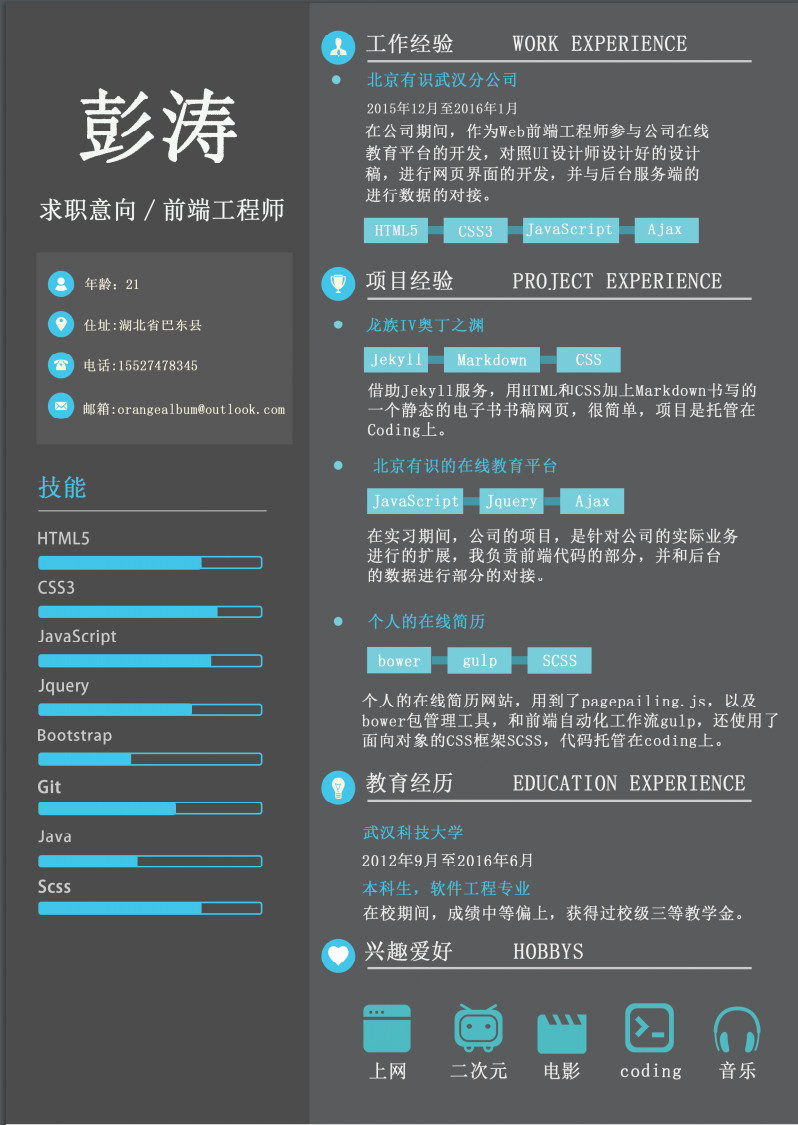 彭涛
求职意向 / 前端工程师
年龄：21
住址:湖北省巴东县
电话:15527478345
邮箱:orangealbum@outlook.com
技能
HTML5
CSS3
JavaScript
Jquery
Bootstrap
Git
Java
Scss
工作经验 WORK EXPERIENCE
北京有识武汉分公司
2015年12月至2016年1月
在公司期间，作为Web前端工程师参与公司在线
教育平台的开发，对照UI设计师设计好的设计
稿，进行网页界面的开发，并与后台服务端的
进行数据的对接。
HTML5 CSS3 JavaScript Ajax
项目经验 PROJECT EXPERIENCE
龙族IV奥丁之渊
Jekyll Markdown CSS
借助Jekyll服务，用HTML和CSS加上Markdown书写的
一个静态的电子书书稿网页，很简单，项目是托管在
Coding上。
北京有识的在线教育平台
JavaScript Jquery Ajax
在实习期间，公司的项目，是针对公司的实际业务
进行的扩展，我负责前端代码的部分，并和后台
的数据进行部分的对接。
个人的在线简历
bower gulp SCSS
个人的在线简历网站，用到了pagepailing.js，以及
bower包管理工具，和前端自动化工作流gulp，还使用了
面向对象的CSS框架SCSS，代码托管在coding上。
教育经历 EDUCATION EXPERIENCE
武汉科技大学
2012年9月至2016年6月
本科生，软件工程专业
在校期间，成绩中等偏上，获得过校级三等教学金。
兴趣爱好 HOBBYS
上网 二次元 电影 coding 音乐